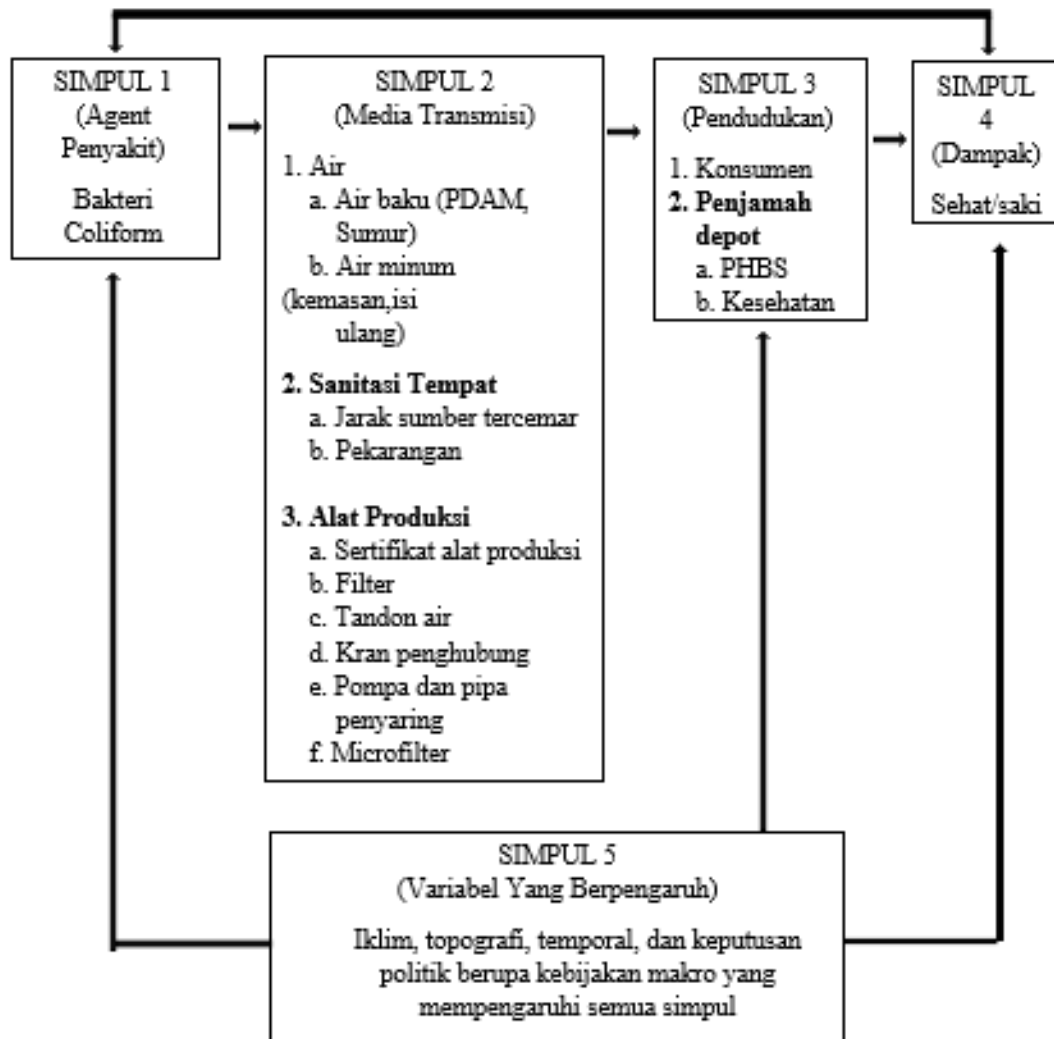 SIMPUL 1
(Agent
Penyakit)
Bakteri
Coliform
SIMPUL 2
(Media Transmisi)
1. Air
a. Air baku (PDAM,
Sumur)
b. Air minum
(kemasan,isi
ulang)
2. Sanitasi Tempat
a. Jarak sumber tercemar
b. Pekarangan
3. Alat Produksi
a. Sertifikat alat produksi
b. Filter
c. Tandon air
d. Kran penghubung
e. Pompa dan pipa
penyaring
f. Microfilter
SIMPUL 3
(Pendudukan)
1. Konsumen
2. Penjamah
depot
a. PHBS
b. Kesehatan
SIMPUL
4
(Dampak)
Sehat/saki
SIMPUL 5
(Variabel Yang Berpengaruh)
Iklim, topografi, temporal, dan keputusan
politik berupa kebijakan makro yang
mempengaruhi semua simpul